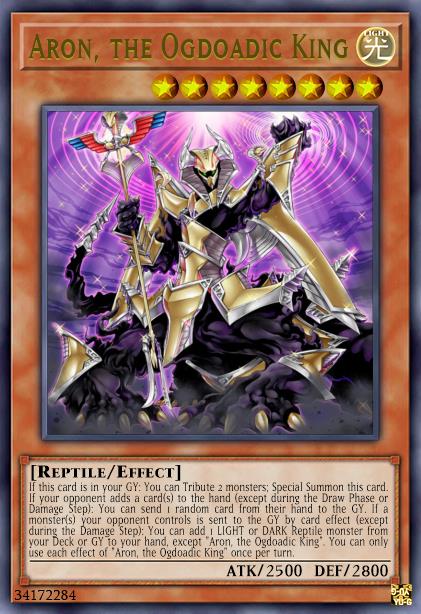 ARON, THE OGDOADIC KING
LIGHT
光
[REPTILE/EFFECT]
If this card is in your GY: You can Tribute 2 monsters; Special Summon this card.
If your opponent adds a card(s) to the hand (except during the Draw Phase or
Damage Step): You can send 1 random card from their hand to the GY. If a
monster(s) your opponent controls is sent to the GY by card effect (except
during the Damage Step): You can add 1 LIGHT or DARK Reptile monster from
your Deck or GY to your hand, except "Aron, the Ogdoadic King". You can only
use each effect of "Aron, the Ogdoadic King" once per turn.
ATK/2500 DEF/2800
34172284